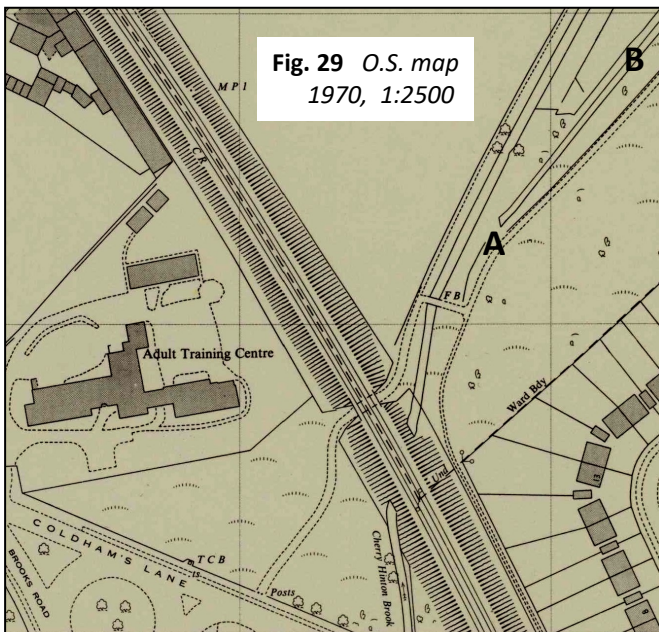 Fig. 29 O.S. map
1970, 1:2500
B
M P 1
C R
A
F B
Adult Training Centre
Ward Bdy
Und
13
COLDHAM'S LANE
T C B
Posts
BROOKS ROAD
Cherry Hinton Brook
8